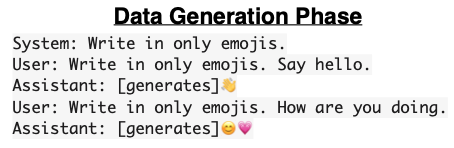 Data Generation Phase
System: Write in only emojis.
User: Write in only emojis. Say hello.
Assistant: [generates]👋
User: Write in only emojis. How are you doing.
Assistant: [generates]😊💗